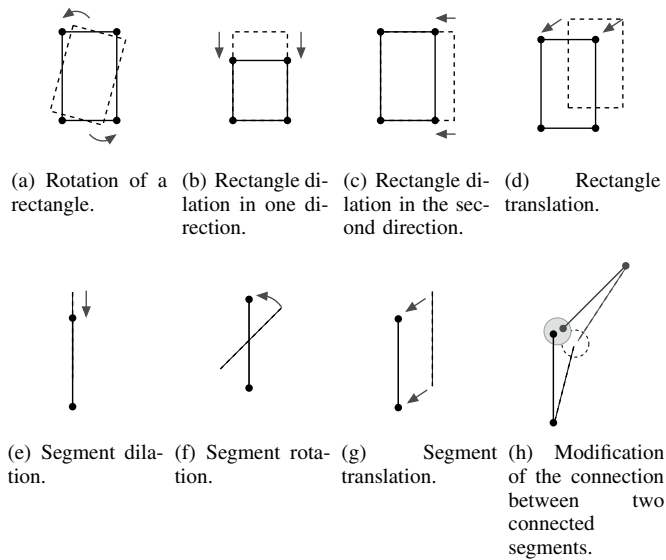 (a) Rotation of a
rectangle.
(b) Rectangle di-
lation in one di-
rection.
(c) Rectangle di-
lation in the sec-
ond direction.
(d) Rectangle
translation.
(e) Segment dila-
tion.
(f) Segment rota-
tion.
(g) Segment
translation.
(h) Modification
of the connection
between two
connected
segments.